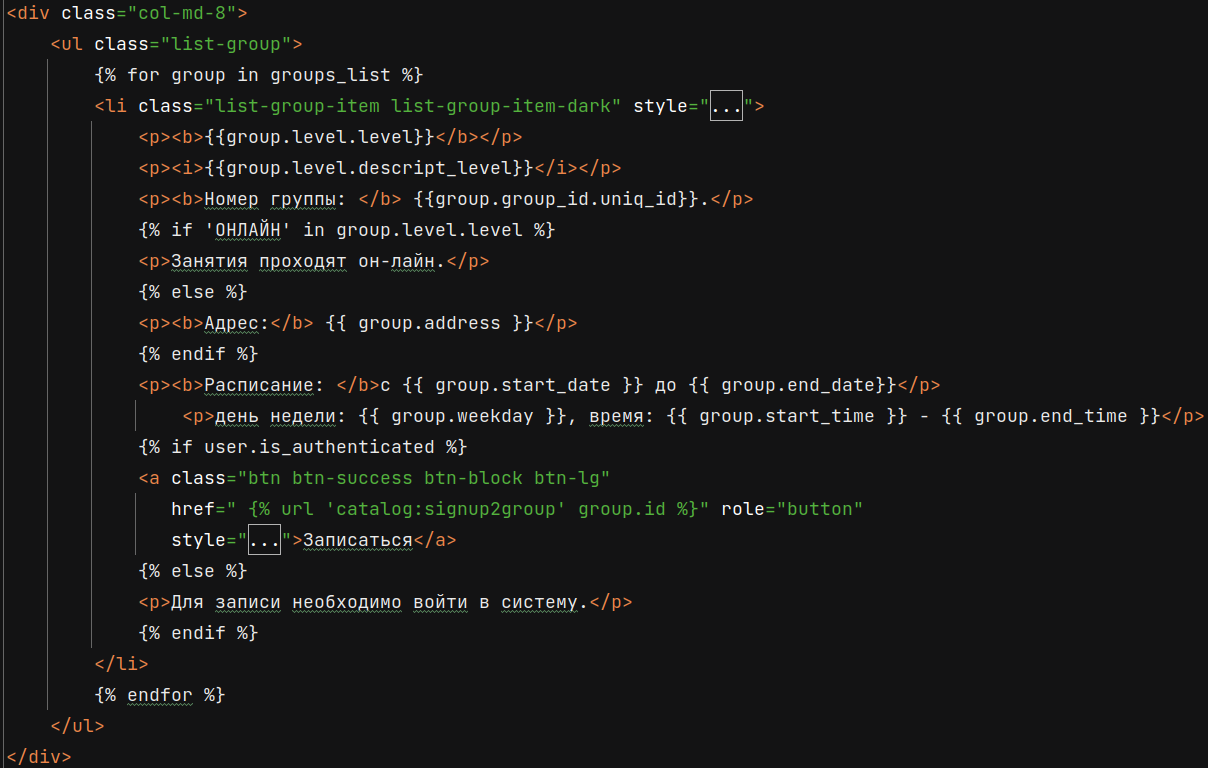 <div class="col-md-8">
<ul class="list-group">
{% for group in groups_list %}
<li class="list-group-item list-group-item-dark" style="...">
<p><b>{{group.level.level}}</b></p>
<p><i>{{group.level.descript_level}}</i></p>
<p><b>Номер группы: </b> {{group.group_id.uniq_id}}.</p>
{% if 'ОНЛАЙН' in group.level.level %}
<p>Занятия проходят он-лайн.</p>
{% else %}
<p><b>Адрес:</b> {{ group.address }}</p>
{% endif %}
<p><b>Расписание: </b>с {{ group.start_date }} до {{ group.end_date}}</p>
<p>день недели: {{ group.weekday }}, время: {{ group.start_time }} - {{ group.end_time }}</p>
{% if user.is_authenticated %}
<a class="btn btn-success btn-block btn-lg"
href=" {% url 'catalog:signup2group' group.id %}" role="button"
style="...">Записаться</a>
{% else %}
<p>Для записи необходимо войти в систему.</p>
{% endif %}
</li>
{% endfor %}
</ul>
</div>